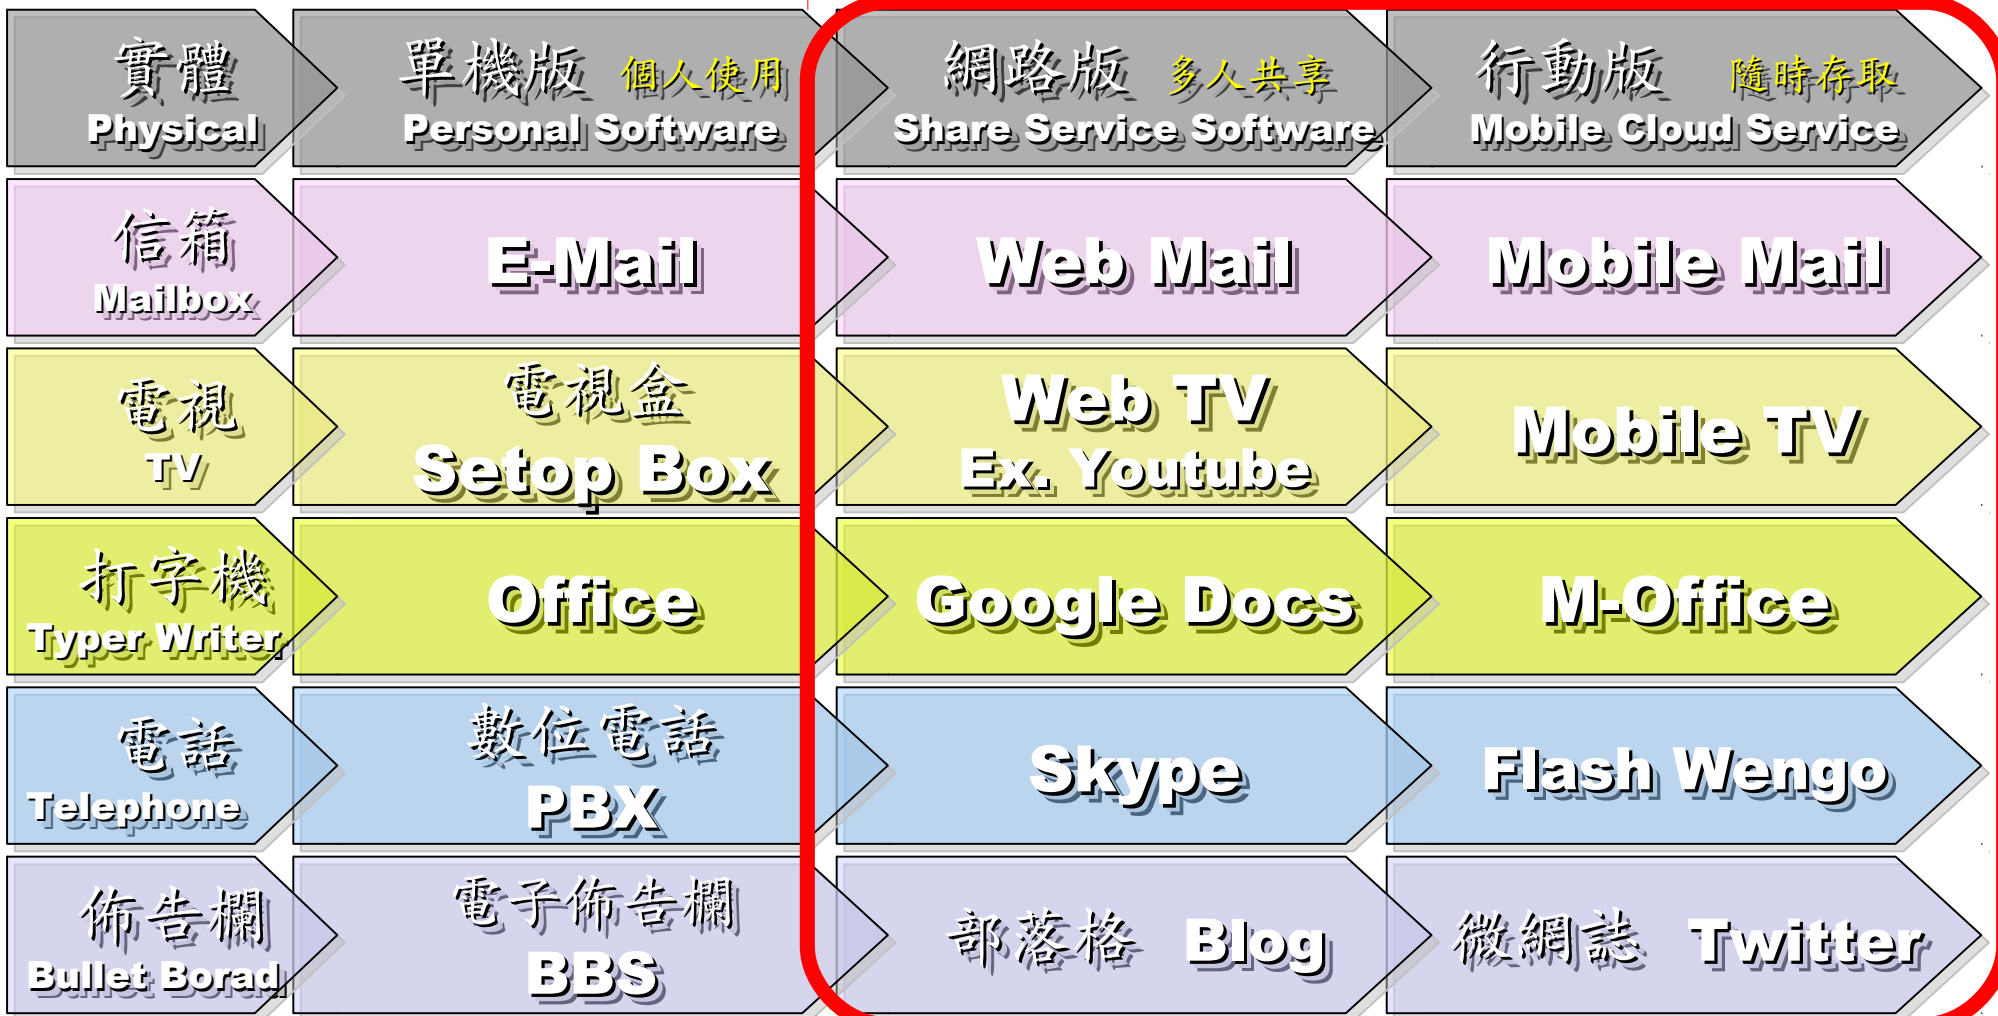 實體
Physical
單機版 個人使用
Personal Software
網路版 多人共享
Share Service Software
行動版 隨時存取
Mobile Cloud Service
信箱
Mailbox
E-Mail
Web Mail
Mobile Mail
電視
TV
電視盒
Setop Box
Web TV
Ex. Youtube
Mobile TV
打字機
Typer Writer
Office
Google Docs
M-Office
電話
Telephone
數位電話
PBX
Skype
Flash Wengo
佈告欄
Bullet Borad
電子佈告欄
BBS
部落格 Blog
微網誌 Twitter